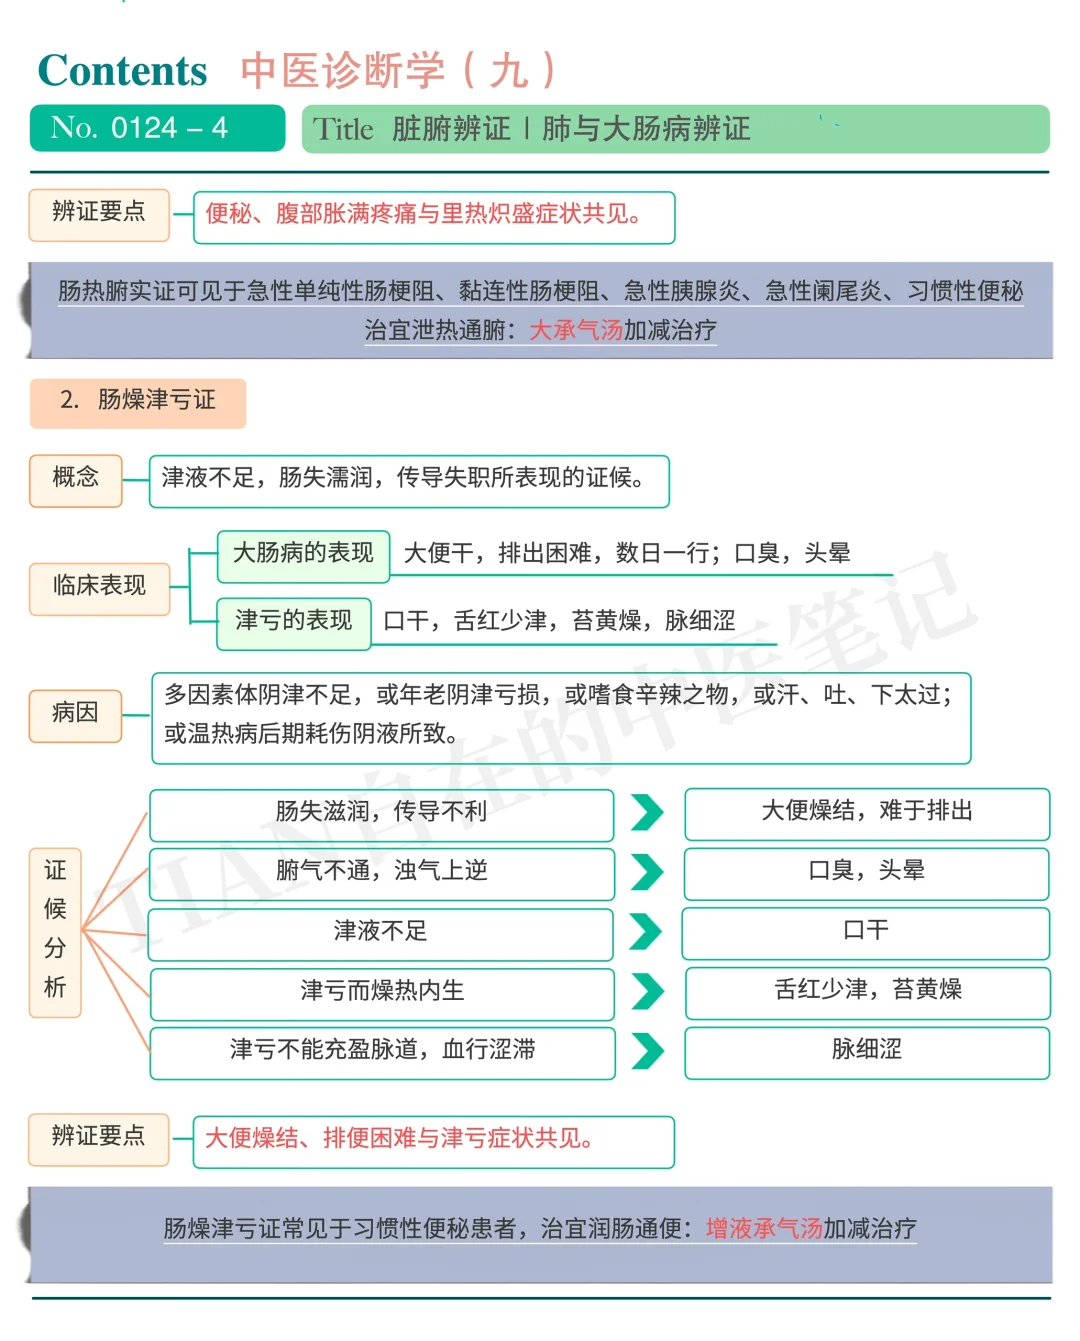 Contents 中医诊断学（九）
No. 0124 – 4
Title 脏腑辨证 | 肺与大肠病辨证
辨证要点
便秘、腹部胀满疼痛与里热炽盛症状共见。
肠热腑实证可见于急性单纯性肠梗阻、黏连性肠梗阻、急性胰腺炎、急性阑尾炎、习惯性便秘
治宜泄热通腑：大承气汤加减治疗
2. 肠燥津亏证
概念
津液不足，肠失濡润，传导失职所表现的证候。
临床表现
大肠病的表现 大便干，排出困难，数日一行；口臭，头晕
津亏的表现 口干，舌红少津，苔黄燥，脉细涩
病因
多因素体阴津不足，或年老阴津亏损，或嗜食辛辣之物，或汗、吐、下太过；
或温热病后期耗伤阴液所致。
证候分析
肠失滋润，传导不利
大便燥结，难于排出
腑气不通，浊气上逆
口臭，头晕
津液不足
口干
津亏而燥热内生
舌红少津，苔黄燥
津亏不能充盈脉道，血行涩滞
脉细涩
辨证要点
大便燥结、排便困难与津亏症状共见。
肠燥津亏证常见于习惯性便秘患者，治宜润肠通便：增液承气汤加减治疗
TIAN自在的中医笔记